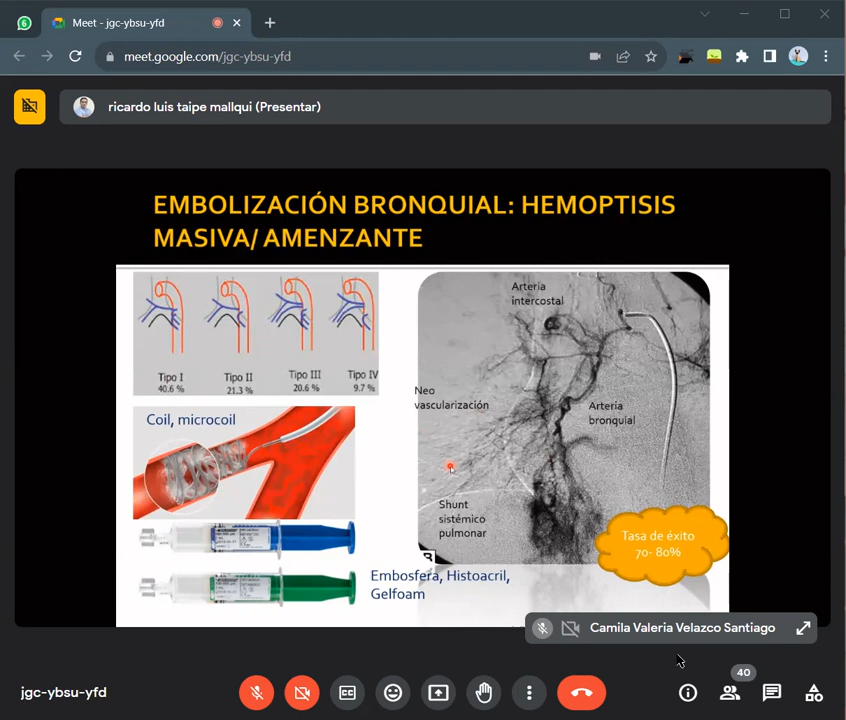 6
Meet - jgc-ybsu-yfd
meet.google.com/jgc-ybsu-yfd
ricardo luis taipe mallqui (Presentar)
EMBOLIZACIÓN BRONQUIAL: HEMOPTISIS
MASIVA/ AMENZANTE
Tipo I
40.6 %
Tipo II
21.3 %
Tipo III
20.6 %
Tipo IV
9.7 %
Arteria
intercostal
Neo
vascularización
Arteria
bronquial
Coil, microcoil
Shunt
sistémico
pulmonar
Tasa de éxito
70- 80%
B
Embosfera, Histoacril,
Gelfoam
Camila Valeria Velazco Santiago
jgc-ybsu-yfd
CC
40